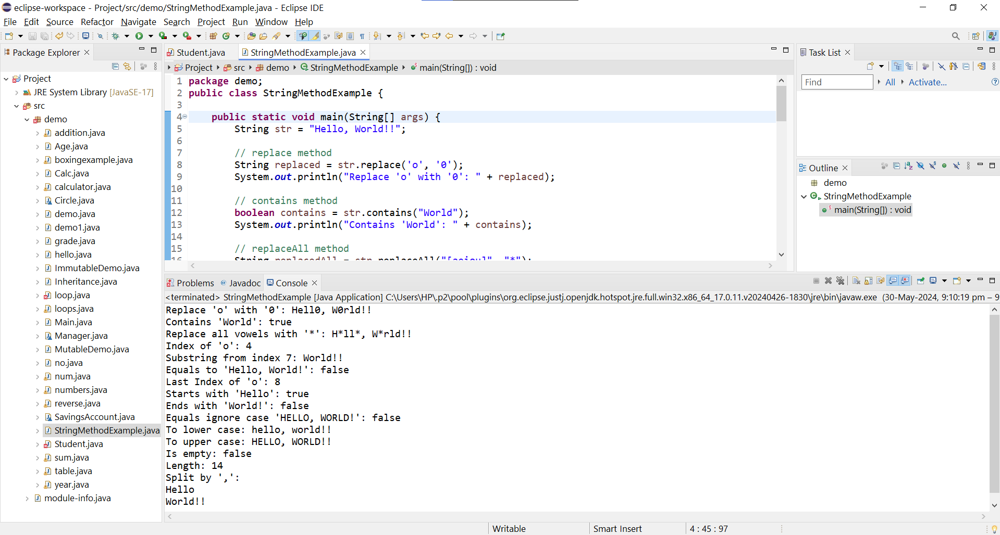 eclipse-workspace - Project/src/demo/StringMethodExample.java - Eclipse IDE
File Edit Source Refactor Navigate Search Project Run Window Help
Package Explorer
Project
JRE System Library [JavaSE-17]
src
demo
addition.java
Age.java
boxingexample.java
Calc.java
calculator.java
Circle.java
demo.java
demo1.java
grade.java
hello.java
ImmutableDemo.java
Inheritance.java
loop.java
loops.java
Main.java
Manager.java
MutableDemo.java
no.java
num.java
numbers.java
reverse.java
SavingsAccount.java
StringMethodExample.java
Student.java
sum.java
table.java
year.java
module-info.java
Student.java StringMethodExample.java
Project src demo StringMethodExample main(String[]) : void
1 package demo;
2 public class StringMethodExample {
3
4 public static void main(String[] args) {
5 String str = "Hello, World!!";
6
7 // replace method
8 String replaced = str.replace('o', '0');
9 System.out.println("Replace 'o' with '0': " + replaced);
10
11 // contains method
12 boolean contains = str.contains("World");
13 System.out.println("Contains 'World': " + contains);
14
15 // replaceAll method
16 String replacedAll = str.replaceAll("[aeiou]", "*");
Task List
Find All Activate...
Outline
demo
StringMethodExample
main(String[]) : void
Problems @ Javadoc Console
<terminated> StringMethodExample [Java Application] C:\Users\HP\.p2\pool\plugins\org.eclipse.justj.openjdk.hotspot.jre.full.win32.x86_64_17.0.11.v20240426-1830\jre\bin\javaw.exe (30-May-2024, 9:10:19 pm – 9
Replace 'o' with '0': Hell0, W0rld!!
Contains 'World': true
Replace all vowels with '*': H*ll*, W*rld!!
Index of 'o': 4
Substring from index 7: World!!
Equals to 'Hello, World!': false
Last Index of 'o': 8
Starts with 'Hello': true
Ends with 'World!': false
Equals ignore case 'HELLO, WORLD!': false
To lower case: hello, world!!
To upper case: HELLO, WORLD!!
Is empty: false
Length: 14
Split by ',':
Hello
World!!
Writable Smart Insert 4 : 45 : 97